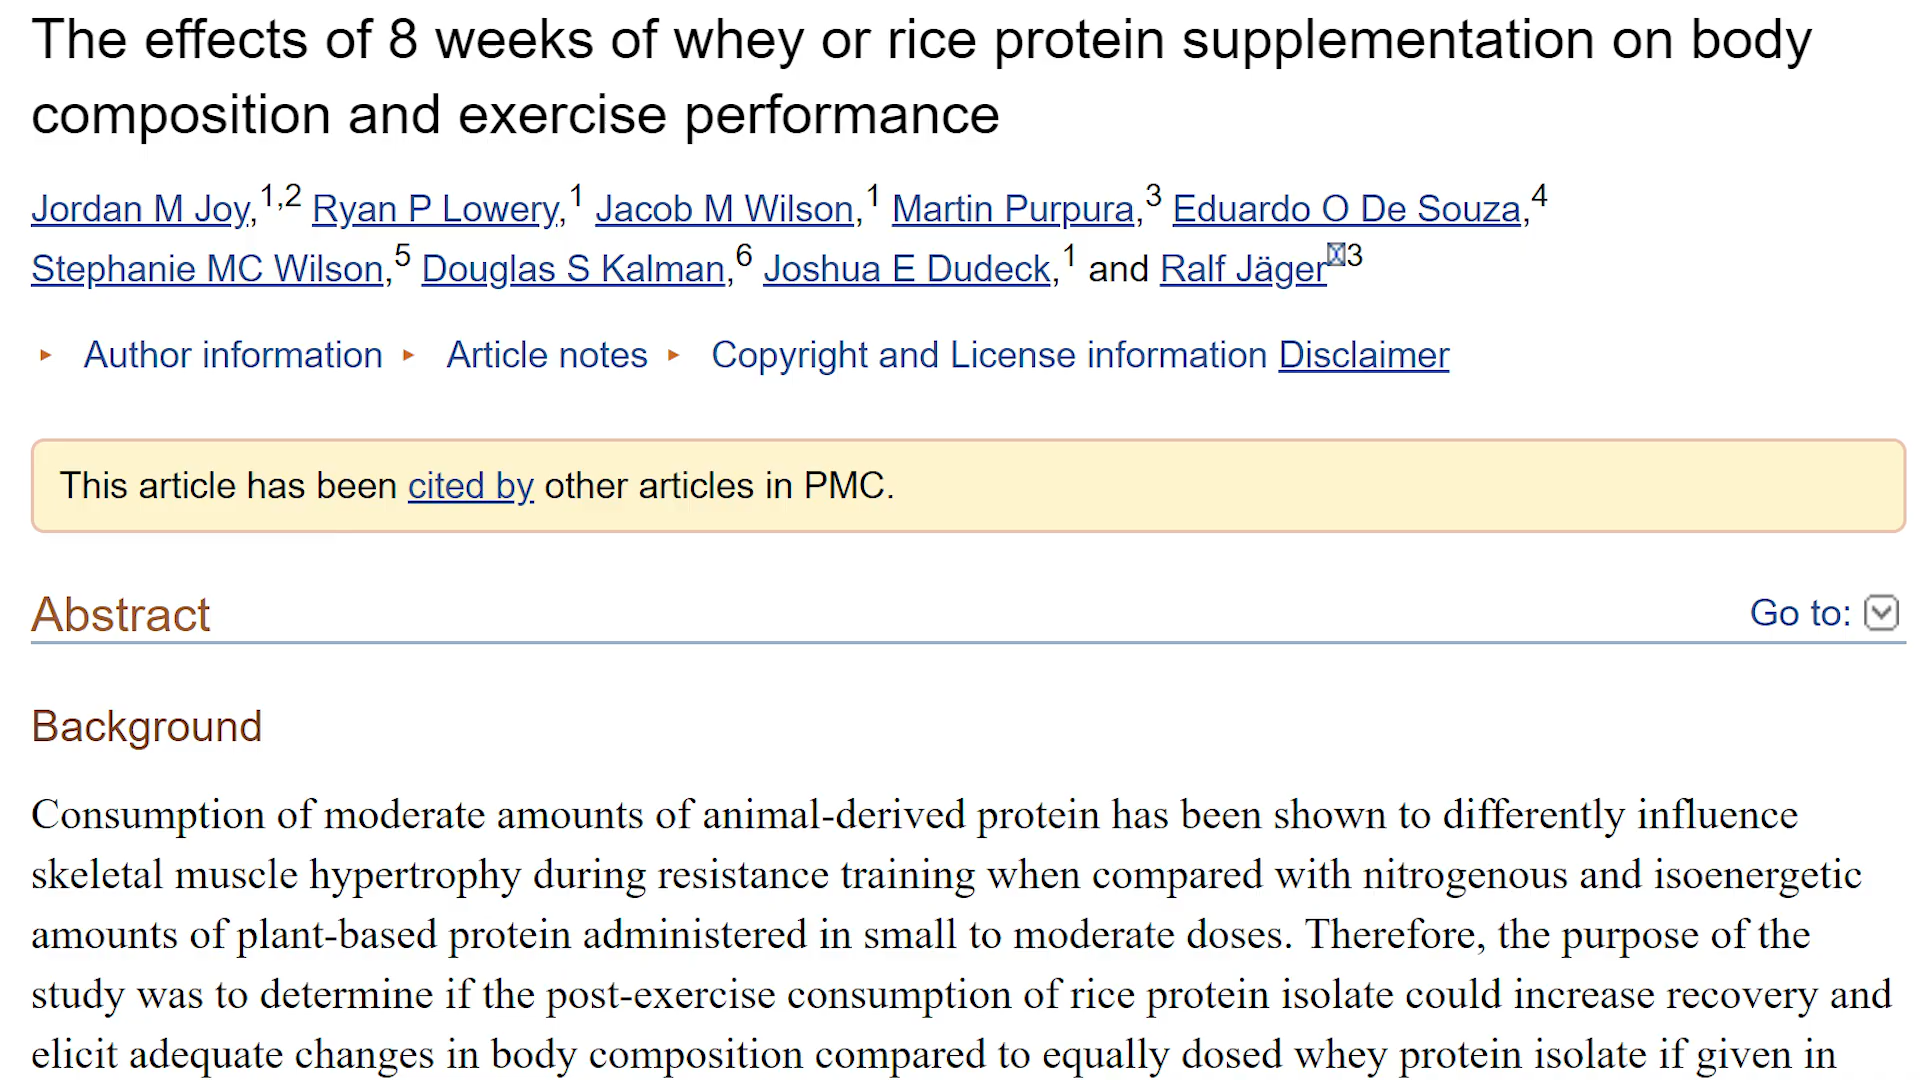 The effects of 8 weeks of whey or rice protein supplementation on body
composition and exercise performance
Jordan M Joy,1,2 Ryan P Lowery,1 Jacob M Wilson,1 Martin Purpura,3 Eduardo O De Souza,4
Stephanie MC Wilson,5 Douglas S Kalman,6 Joshua E Dudeck,1 and Ralf Jäger3
Author information Article notes Copyright and License information Disclaimer
This article has been cited by other articles in PMC.
Abstract Go to:
Background
Consumption of moderate amounts of animal-derived protein has been shown to differently influence
skeletal muscle hypertrophy during resistance training when compared with nitrogenous and isoenergetic
amounts of plant-based protein administered in small to moderate doses. Therefore, the purpose of the
study was to determine if the post-exercise consumption of rice protein isolate could increase recovery and
elicit adequate changes in body composition compared to equally dosed whey protein isolate if given in